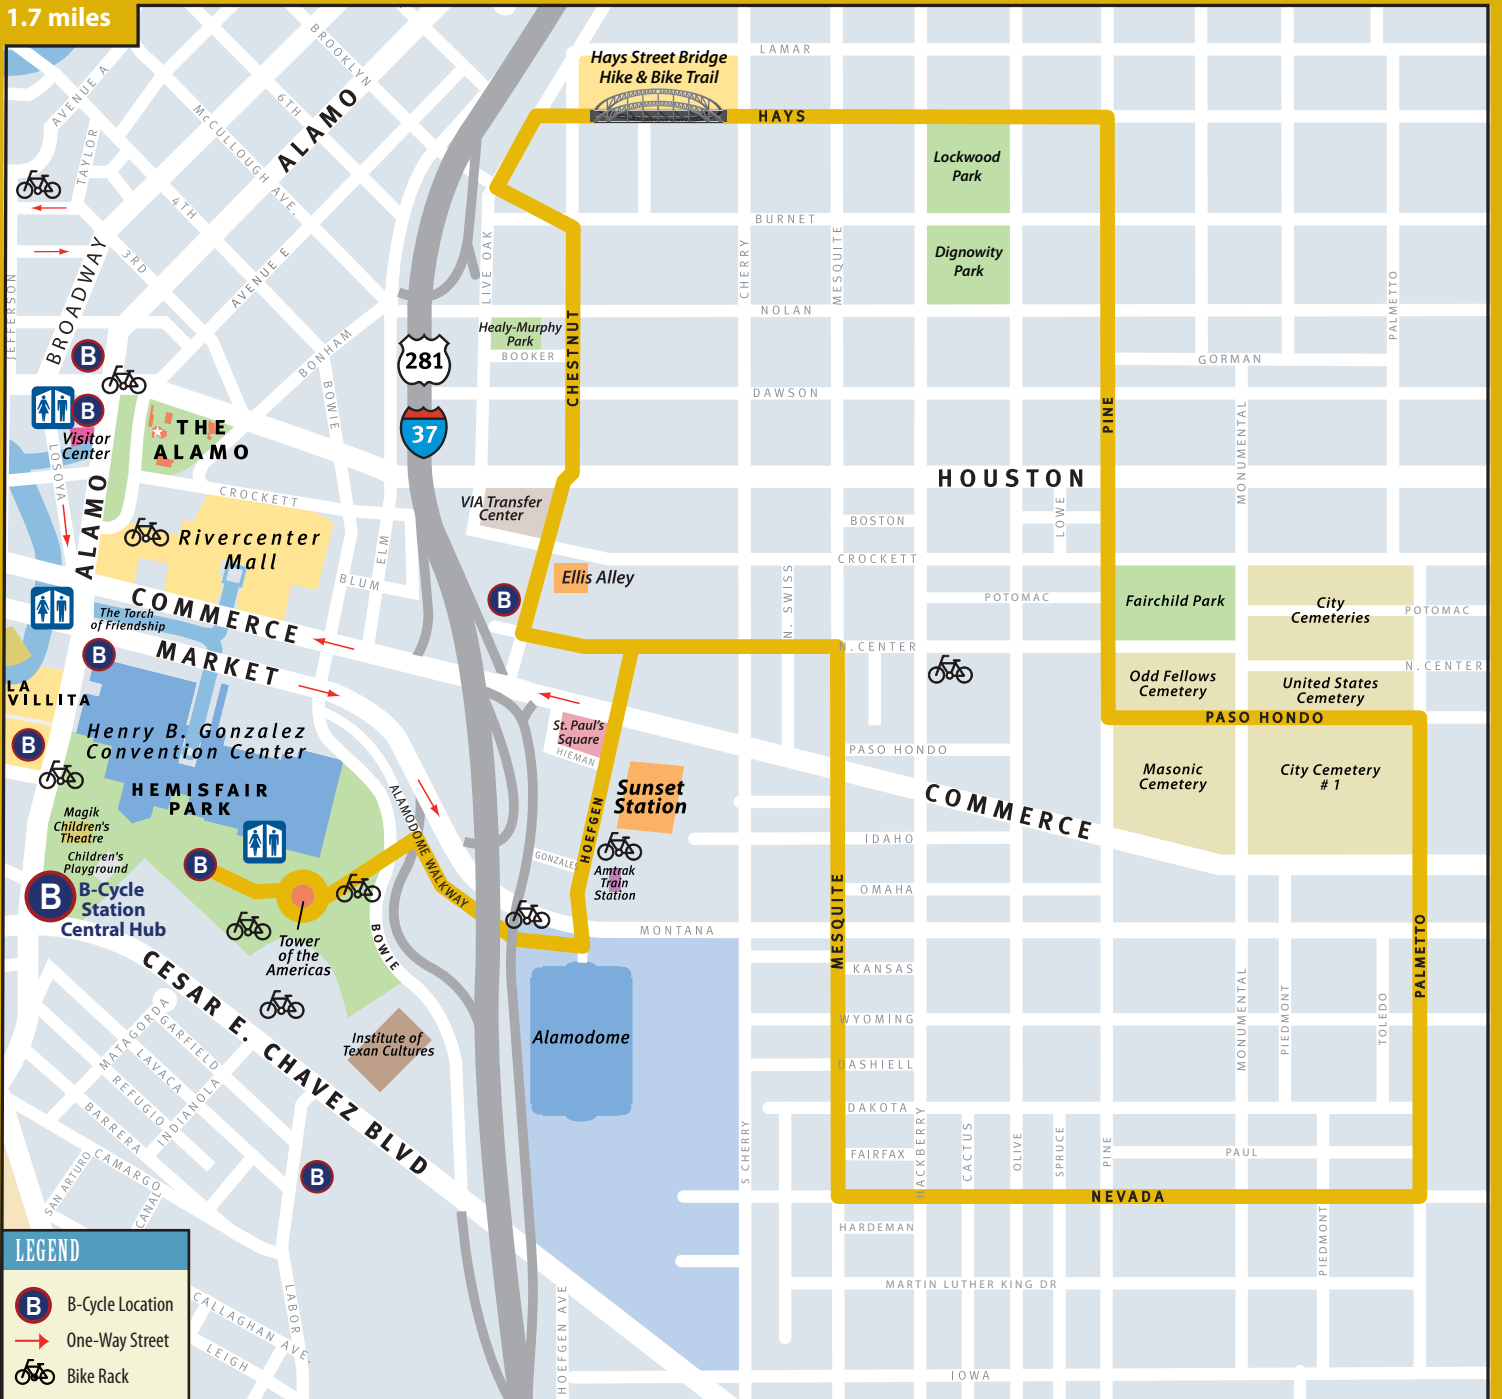 1.7 miles
BROOKLYN
LAMAR
Hays Street Bridge
Hike & Bike Trail
AVENUE A
6TH
ALAMO
McCULLOUGH AVE.
HAYS
TAYLOR
Lockwood
Park
4TH
BURNET
BROADWAY
3RD
AVENUE E
LIVE OAK
CHERRY
MESQUITE
Dignowity
Park
JEFFERSON
PALMETTO
NOLAN
Healy-Murphy
Park
BOOKER
CHESTNUT
BONHAM
281
B
GORMAN
BOWIE
DAWSON
PINE
MONUMENTAL
B
THE
ALAMO
37
Visitor
Center
LOSOYA
HOUSTON
ALAMO
CROCKETT
VIA Transfer
Center
BOSTON
LOWE
Rivercenter
Mall
ELM
CROCKETT
BLUM
Ellis Alley
N. SWISS
POTOMAC
Fairchild Park
City
Cemeteries
POTOMAC
B
COMMERCE
The Torch
of Friendship
MARKET
B
N. CENTER
N. CENTER
LA
VILLITA
Odd Fellows
Cemetery
United States
Cemetery
PASO HONDO
Henry B. Gonzalez
Convention Center
B
St. Paul's
Square
HIEMAN
PASO HONDO
Masonic
Cemetery
City Cemetery
# 1
HEMISFAIR
PARK
ALAMODOME WALKWAY
Sunset
Station
COMMERCE
HOEFGEN
Magik
Children's
Theatre
IDAHO
Children's
Playground
B
GONZALES
Amtrak
Train
Station
OMAHA
B
B-Cycle
Station
Central Hub
MESQUITE
PALMETTO
Tower
of the
Americas
BOWIE
MONTANA
CESAR E. CHAVEZ BLVD
KANSAS
MONUMENTAL
PIEDMONT
TOLEDO
MATAGORDA
GARFIELD
Institute of
Texan Cultures
Alamodome
WYOMING
LAVACA
DASHIELL
REFUGIO
INDIANOLA
BARRERA
DAKOTA
HACKBERRY
CACTUS
OLIVE
SPRUCE
PINE
S CHERRY
FAIRFAX
PAUL
SAN ARTURO
CAMARGO
CANAL
B
NEVADA
HARDEMAN
PIEDMONT
LEGEND
MARTIN LUTHER KING DR
B
B-Cycle Location
CALLAGHAN AVE.
LABOR
HOEFGEN AVE
One-Way Street
LEIGH
Bike Rack
IOWA